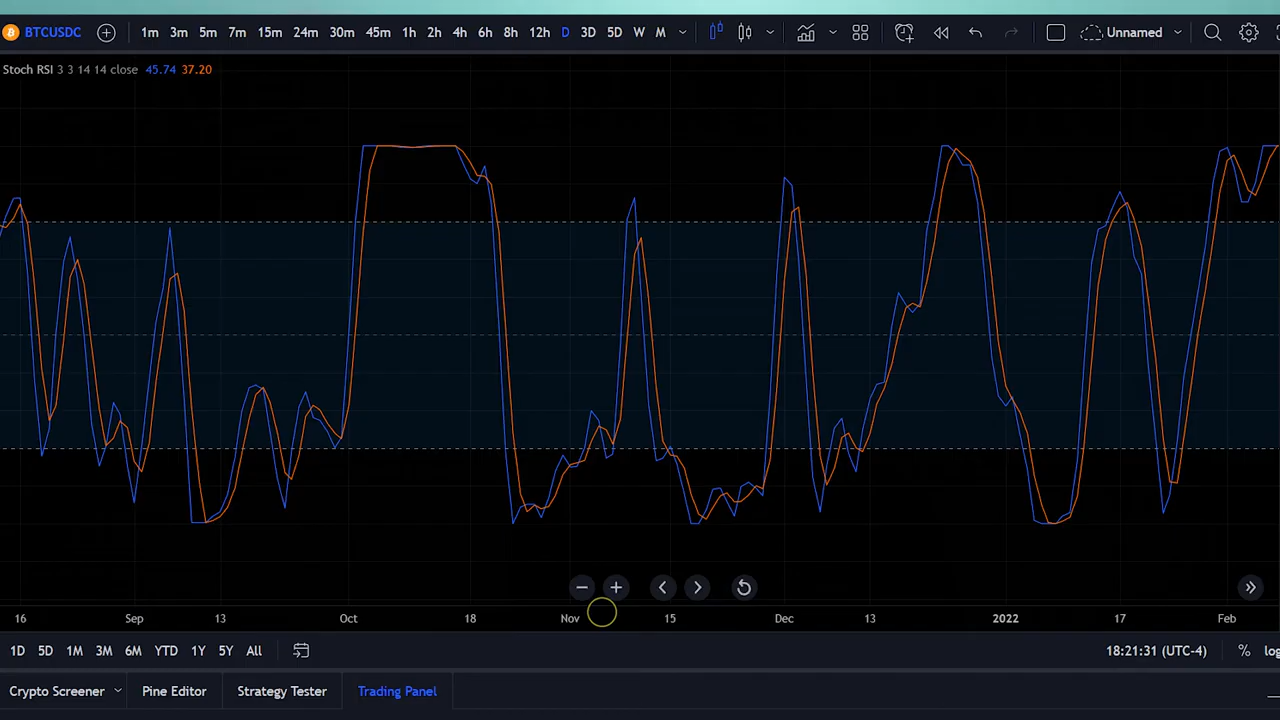 BTCUSDC 1m 3m 5m 7m 15m 24m 30m 45m 1h 2h 4h 6h 8h 12h D 3D 5D W M Unnamed
Stoch RSI 3 3 14 14 close 45.74 37.20
16 Sep 13 Oct 18 Nov 15 Dec 13 2022 17 Feb
1D 5D 1M 3M 6M YTD 1Y 5Y All 18:21:31 (UTC-4) % log
Crypto Screener Pine Editor Strategy Tester Trading Panel